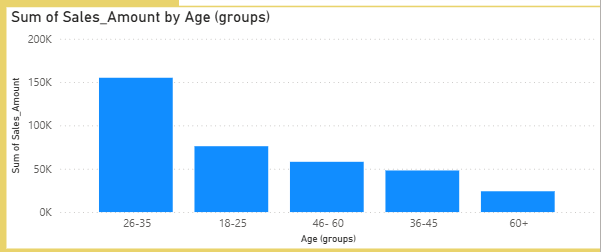 Sum of Sales_Amount by Age (groups)
200K
150K
100K
50K
0K
Sum of Sales_Amount
26-35 18-25 46- 60 36-45 60+
Age (groups)